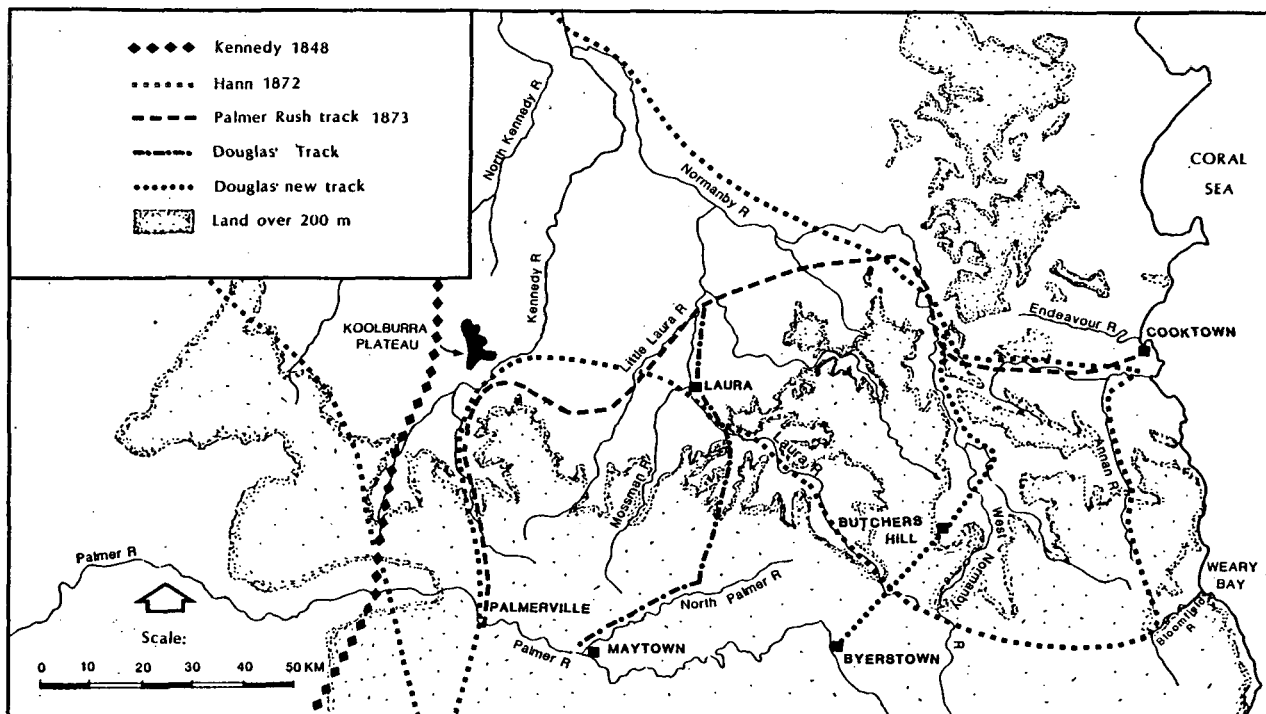 Kennedy 1848
Hann 1872
Palmer Rush track 1873
Douglas' Track
Douglas' new track
Land over 200 m
North Kennedy R
Kennedy R
Normanby R
CORAL
SEA
KOOLBURRA
PLATEAU
Little Laura R
Endeavour R
COOKTOWN
LAURA
Laura R
Mossman R
Annan R
BUTCHERS
HILL
West
Normanby
R
WEARY
BAY
Bloomfield
R
Palmer R
Scale:
0 10 20 30 40 50 KM
PALMERVILLE
North Palmer R
Palmer R
MAYTOWN
BYERSTOWN